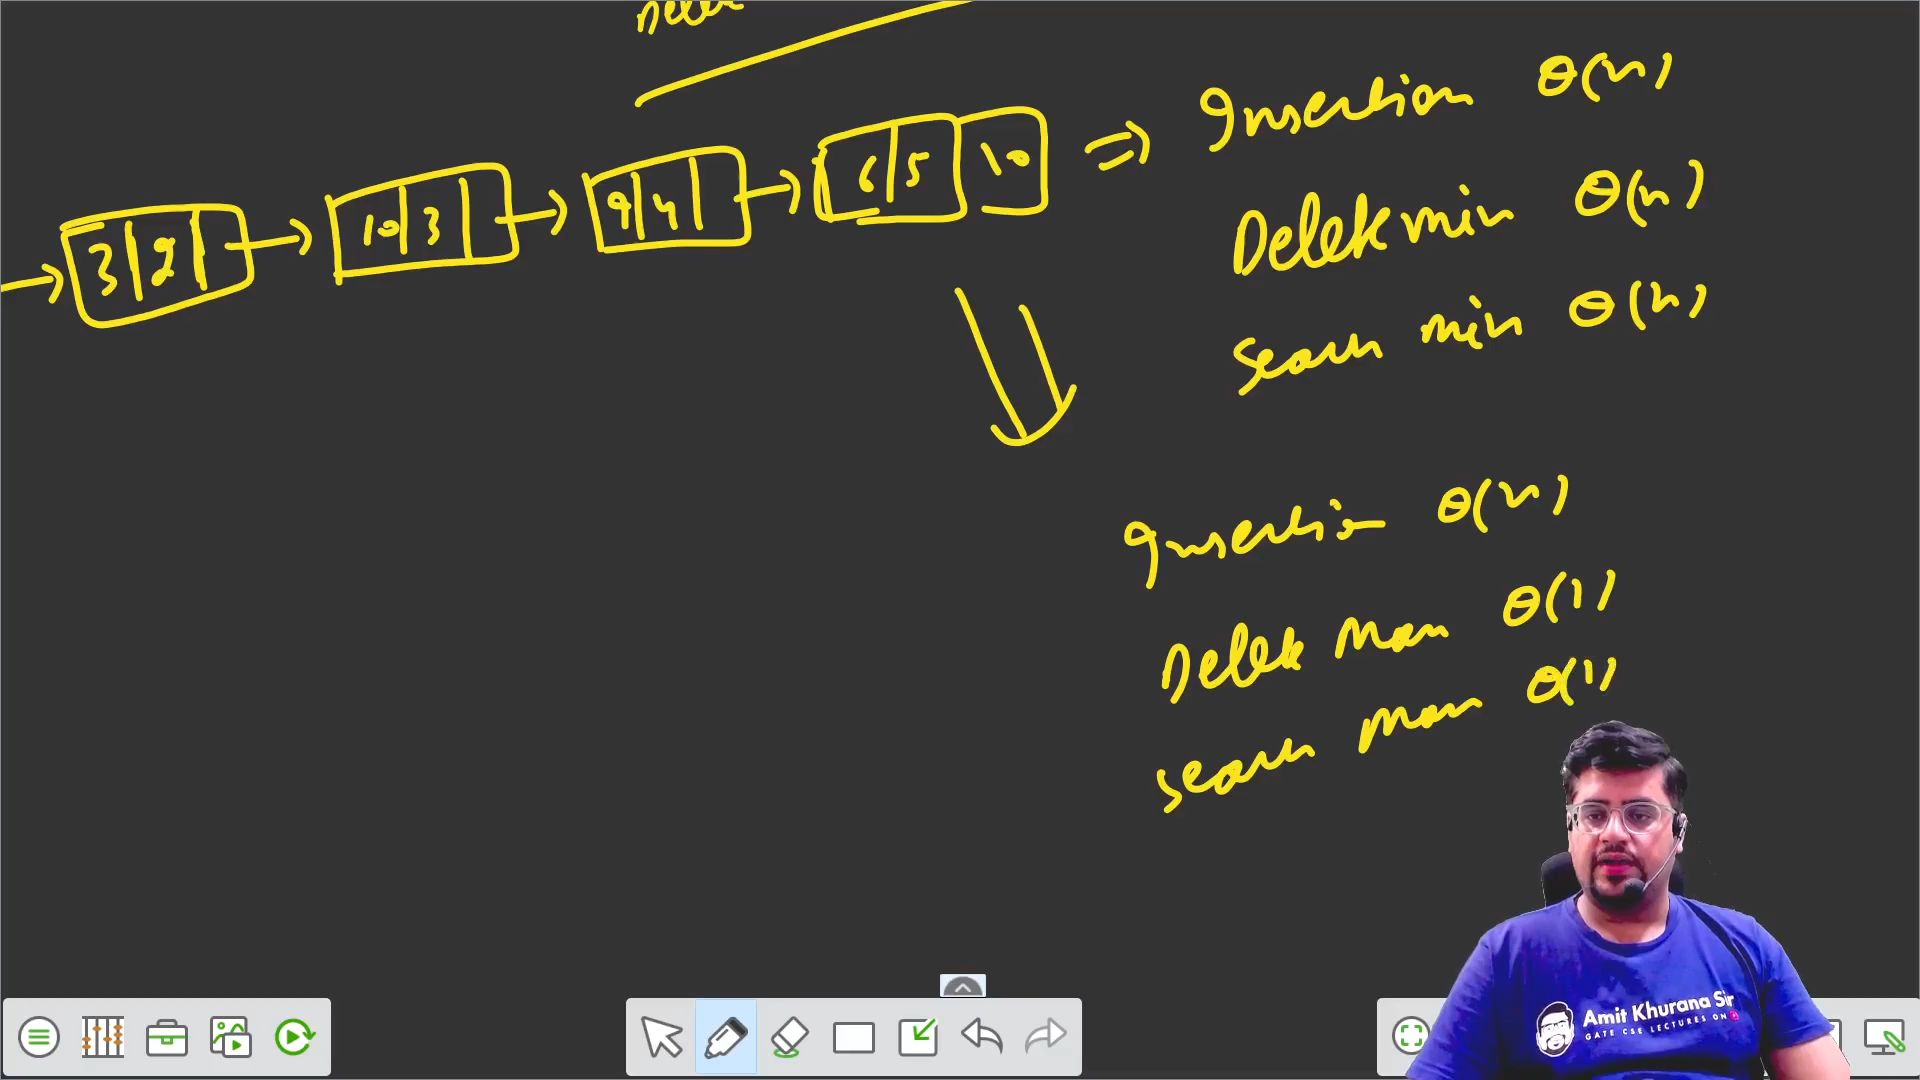 Delete
Insertion θ(n)
Delete min θ(n)
Search min θ(n)
3 | 2 | → 10 | 3 | → 9 | 4 | → 6 | 5 | 10 ⇒
Insertion θ(n)
Delete Max θ(1)
Search Max θ(1)
Amit Khurana Sir
GATE CSE LECTURES ON